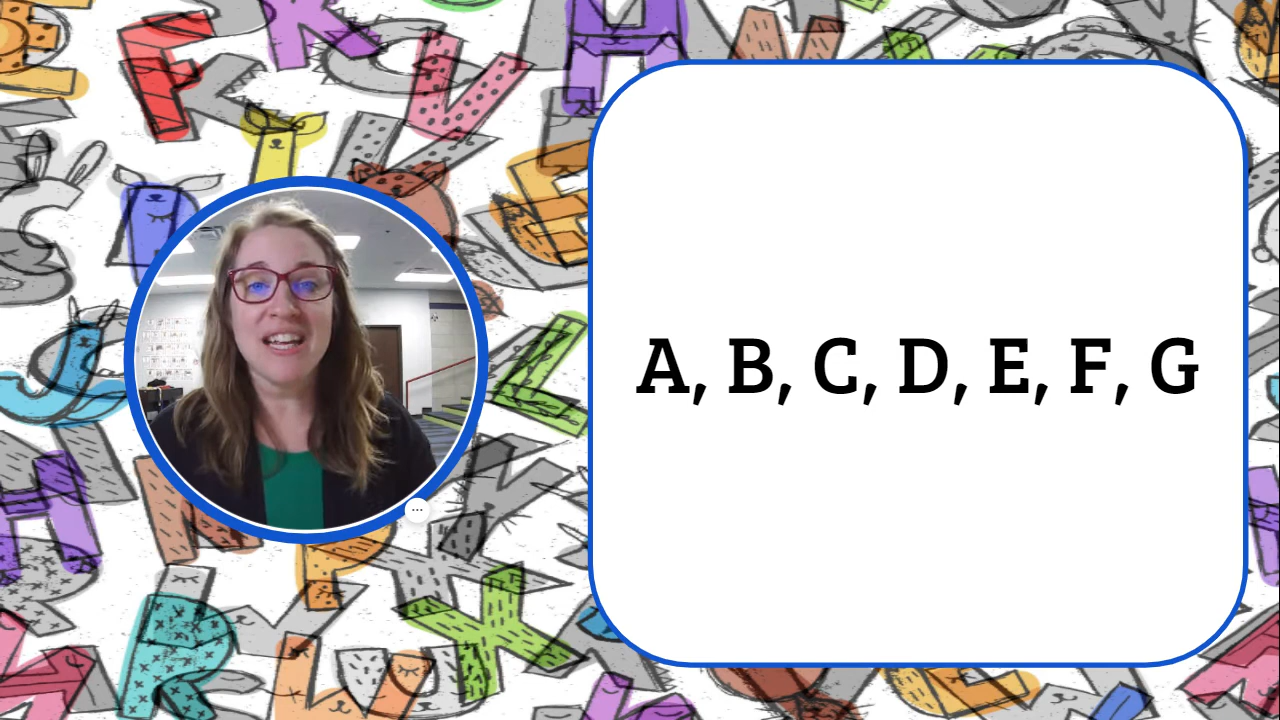 A, B, C, D, E, F, G